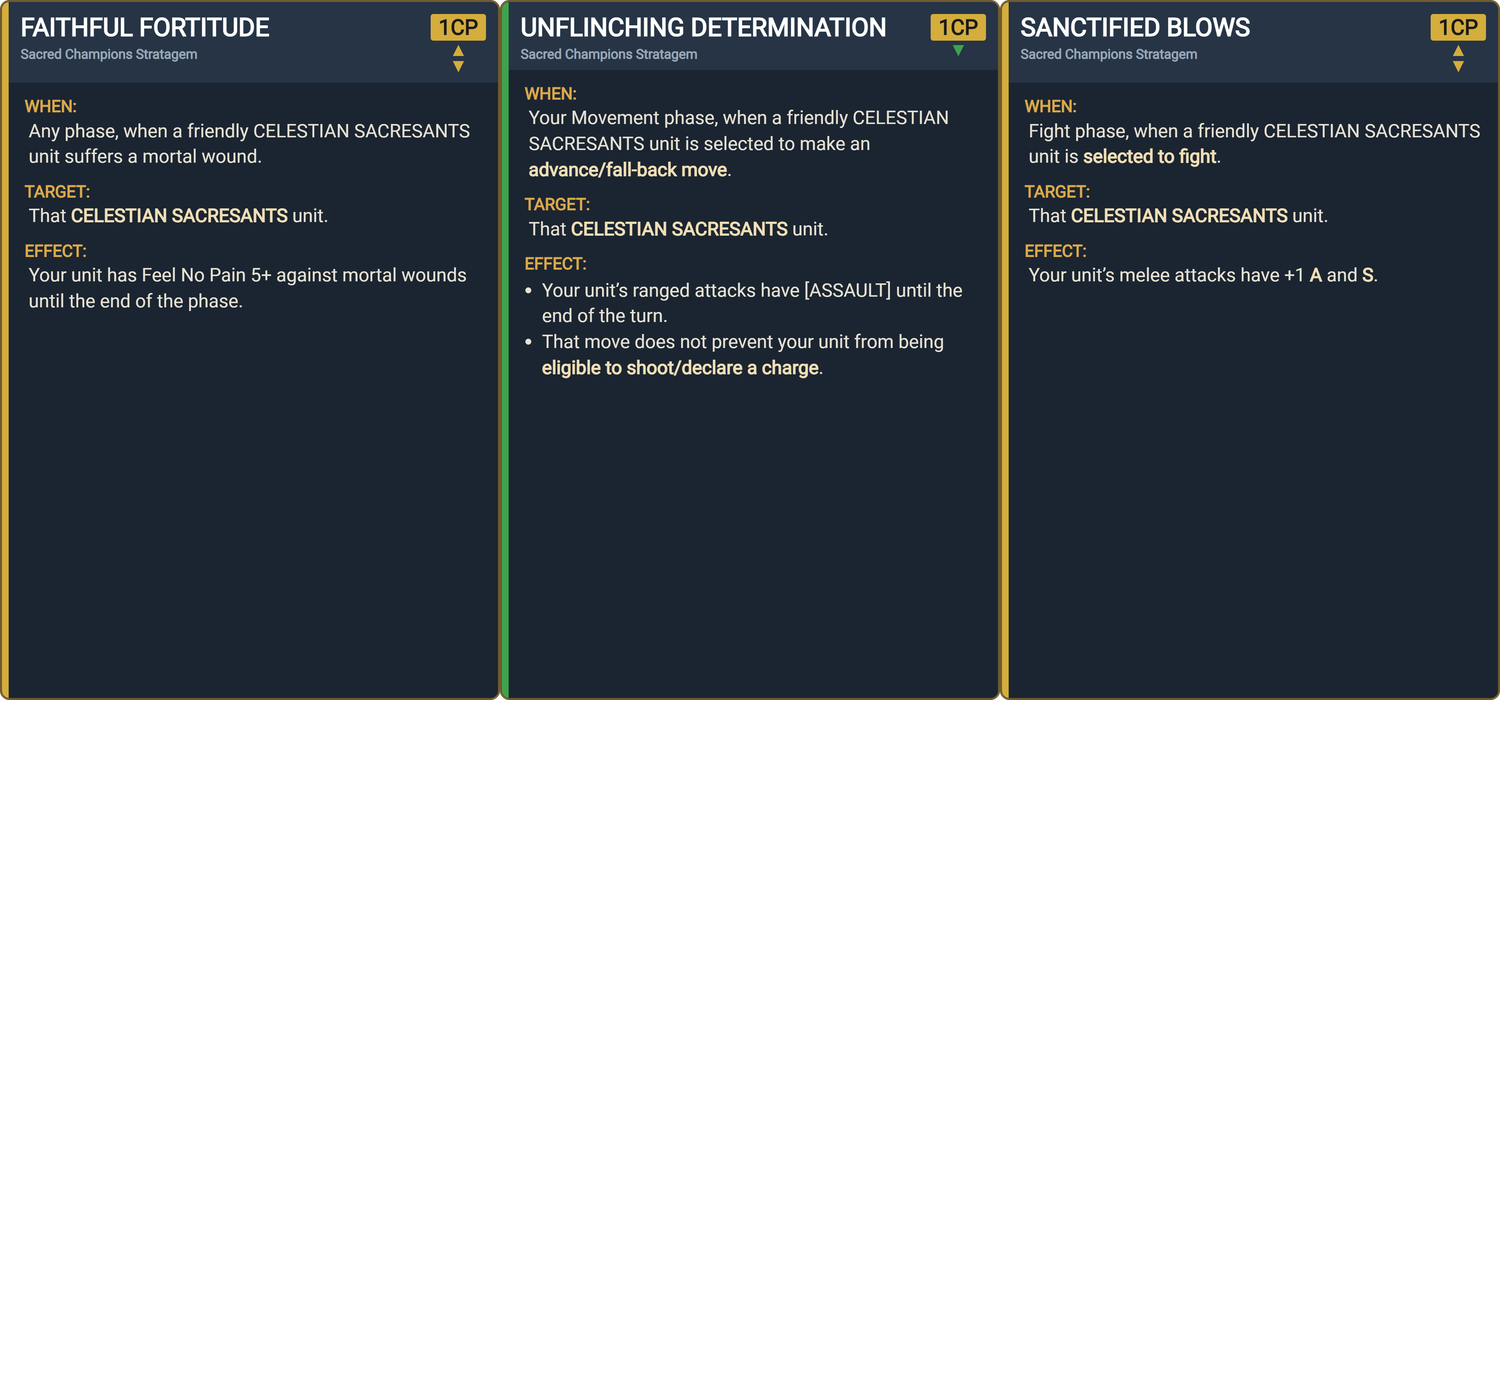 FAITHFUL FORTITUDE
1CP
Sacred Champions Stratagem
WHEN:
Any phase, when a friendly CELESTIAN SACRESANTS
unit suffers a mortal wound.
TARGET:
That CELESTIAN SACRESANTS unit.
EFFECT:
Your unit has Feel No Pain 5+ against mortal wounds
until the end of the phase.
UNFLINCHING DETERMINATION
1CP
Sacred Champions Stratagem
WHEN:
Your Movement phase, when a friendly CELESTIAN
SACRESANTS unit is selected to make an
advance/fall-back move.
TARGET:
That CELESTIAN SACRESANTS unit.
EFFECT:
• Your unit’s ranged attacks have [ASSAULT] until the
end of the turn.
• That move does not prevent your unit from being
eligible to shoot/declare a charge.
SANCTIFIED BLOWS
1CP
Sacred Champions Stratagem
WHEN:
Fight phase, when a friendly CELESTIAN SACRESANTS
unit is selected to fight.
TARGET:
That CELESTIAN SACRESANTS unit.
EFFECT:
Your unit’s melee attacks have +1 A and S.